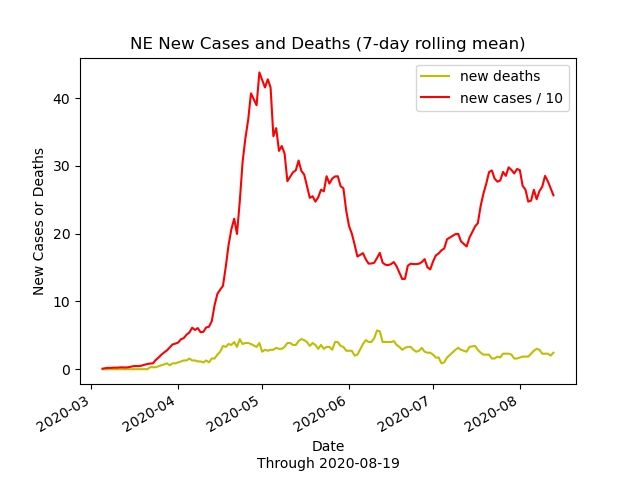 NE New Cases and Deaths (7-day rolling mean)
new deaths
new cases / 10
New Cases or Deaths
40
30
20
10
0
2020-03
2020-04
2020-05
2020-06
2020-07
2020-08
Date
Through 2020-08-19